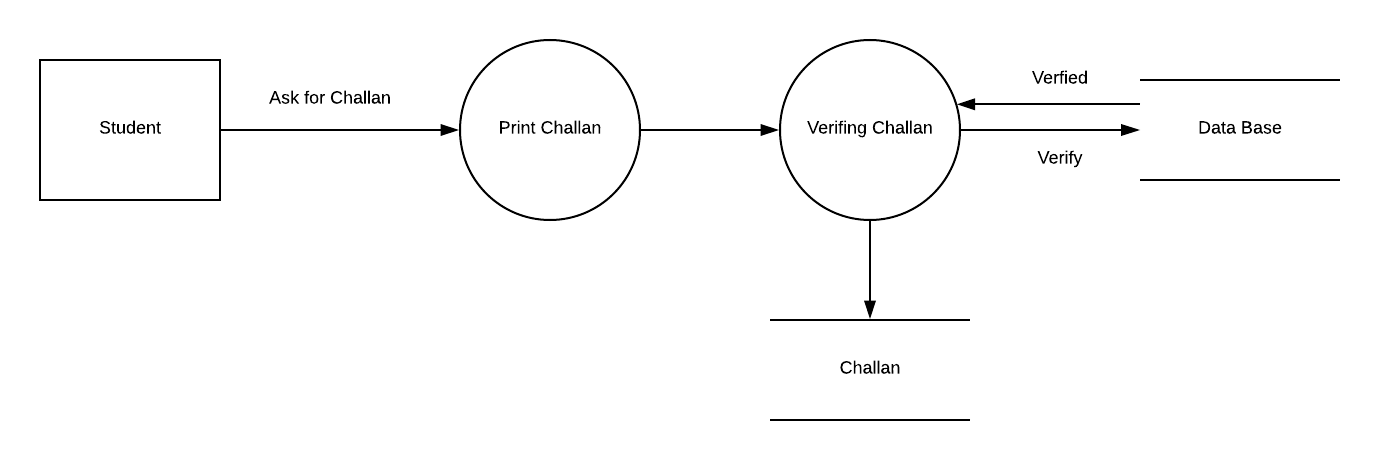 Student
Ask for Challan
Print Challan
Verifing Challan
Verfied
Verify
Data Base
Challan